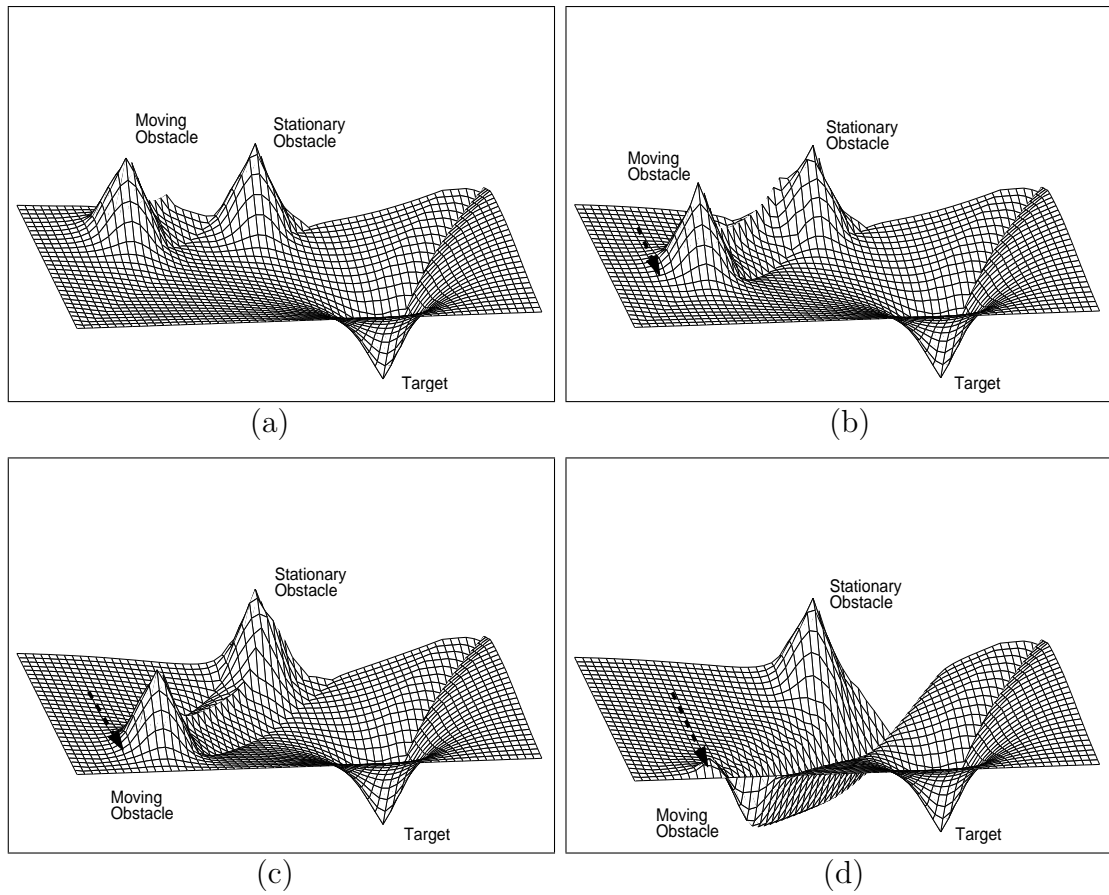 Moving
Obstacle
Stationary
Obstacle
Target
(a)
Stationary
Obstacle
Moving
Obstacle
Target
(b)
Stationary
Obstacle
Moving
Obstacle
Target
(c)
Stationary
Obstacle
Moving
Obstacle
Target
(d)